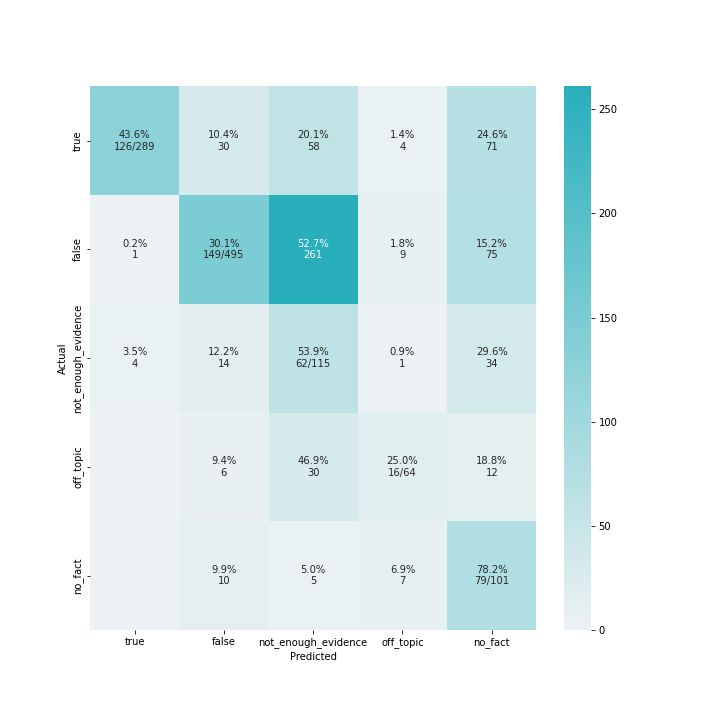 43.6% 10.4% 20.1% 1.4% 24.6%
126/289 30 58 4 71
0.2% 30.1% 52.7% 1.8% 15.2%
1 149/495 261 9 75
3.5% 12.2% 53.9% 0.9% 29.6%
4 14 62/115 1 34
9.4% 46.9% 25.0% 18.8%
6 30 16/64 12
9.9% 5.0% 6.9% 78.2%
10 5 7 79/101
true
false
not_enough_evidence
off_topic
no_fact
Actual
true false not_enough_evidence off_topic no_fact
Predicted
250
200
150
100
50
0